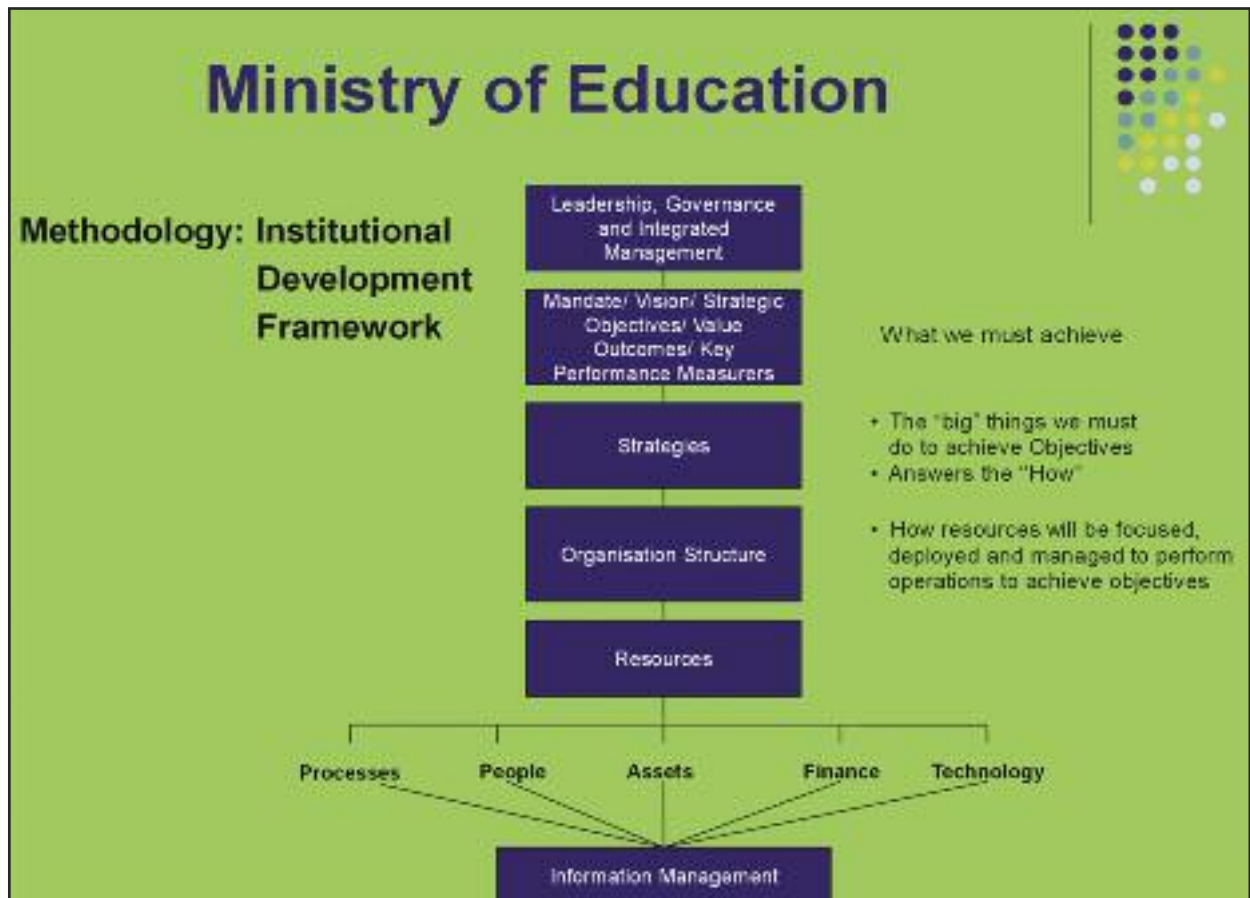 Ministry of Education
Methodology: Institutional
Development
Framework
Leadership, Governance
and Integrated
Management
Mandate/ Vision/ Strategic
Objectives/ Value
Outcomes/ Key
Performance Measurers
What we must achieve
Strategies
• The "big" things we must
do to achieve Objectives
• Answers the "How"
Organisation Structure
• How resources will be focused,
deployed and managed to perform
operations to achieve objectives
Resources
Processes People Assets Finance Technology
Information Management